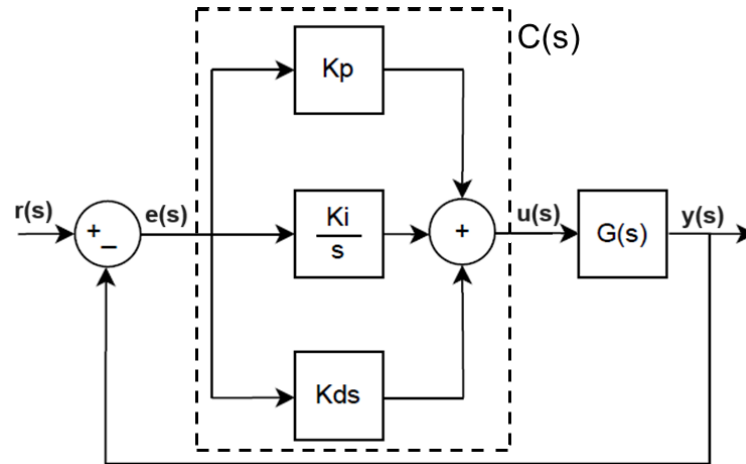 C(s)
Kp
r(s)
+
–
e(s)
Ki
s
+
u(s)
G(s)
y(s)
Kds